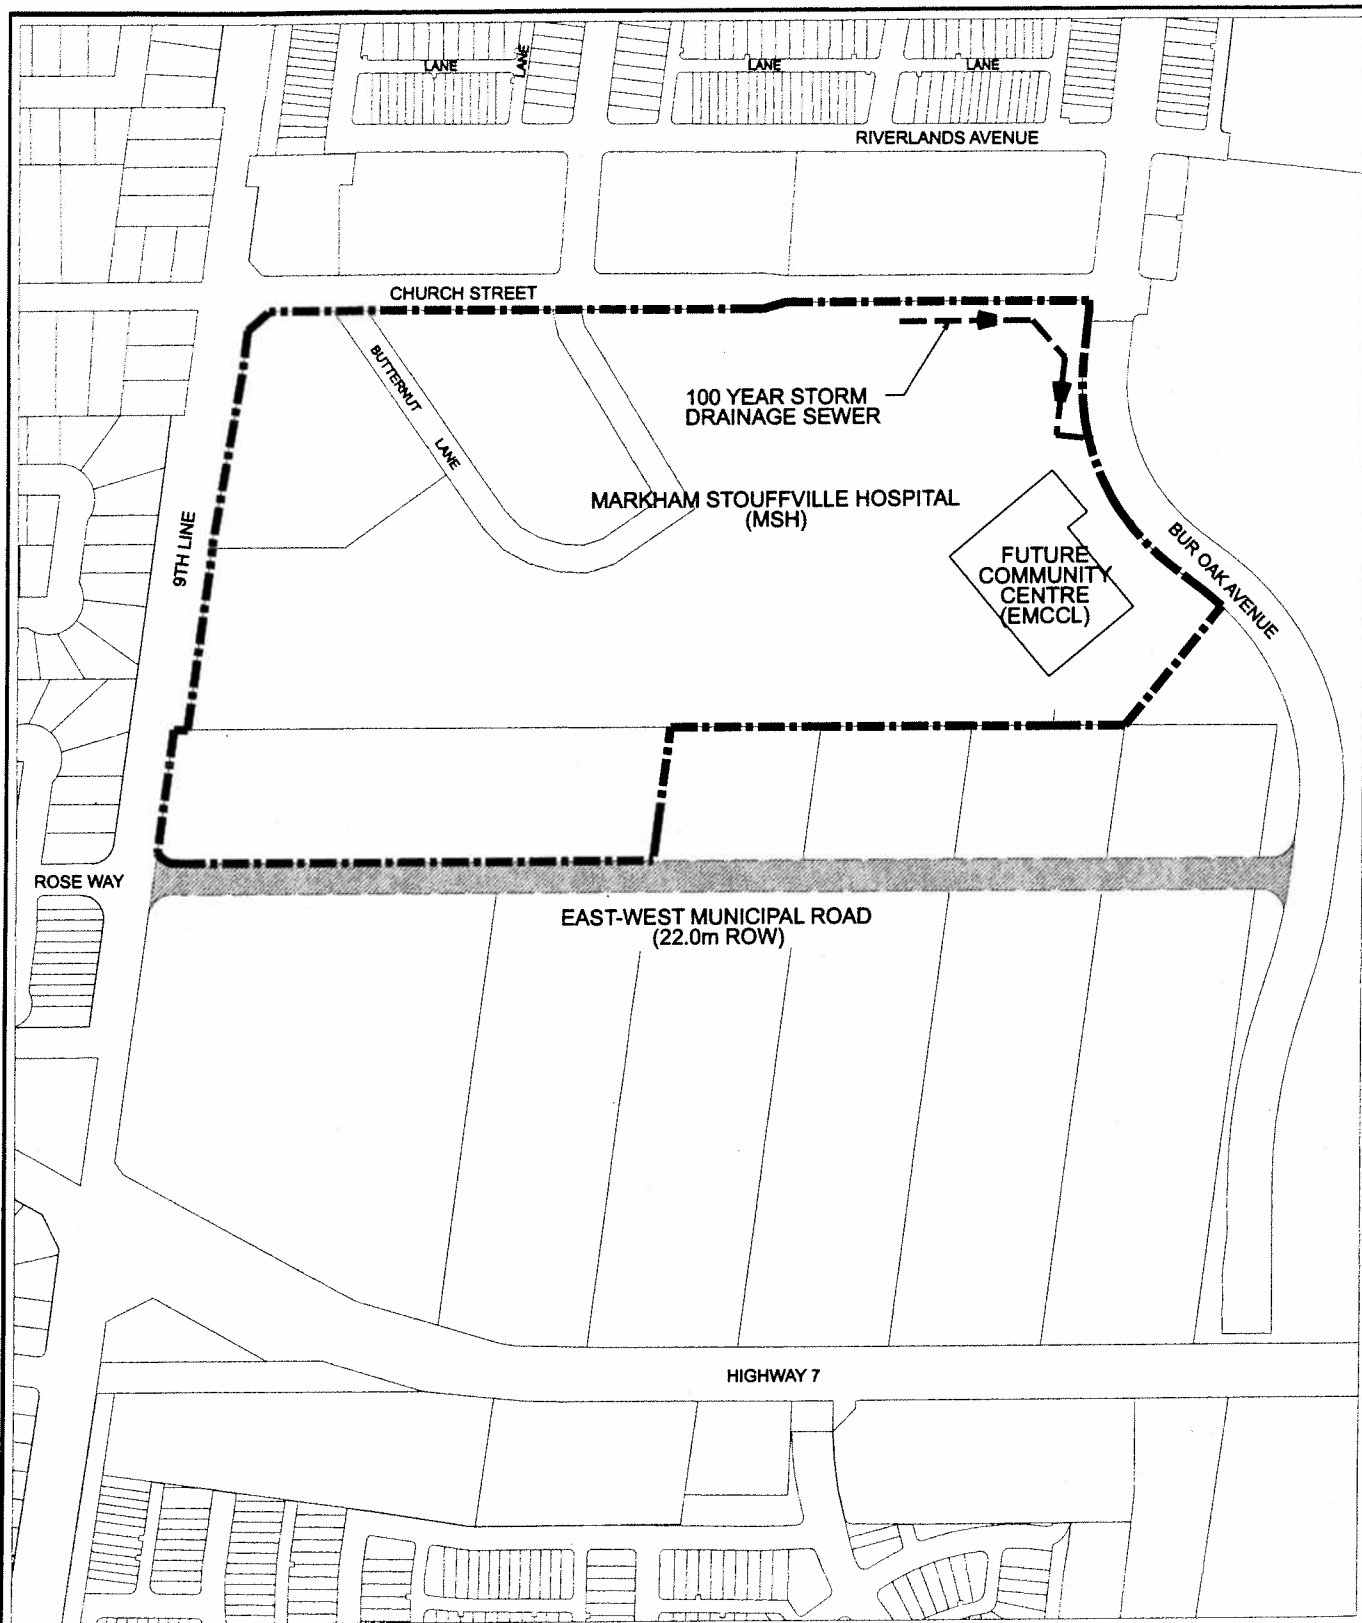 LANE
LANE
LANE
LANE
RIVERLANDS AVENUE
CHURCH STREET
BUTTERNUT
LANE
100 YEAR STORM
DRAINAGE SEWER
MARKHAM STOUFFVILLE HOSPITAL
(MSH)
9TH LINE
BUR OAK AVENUE
FUTURE
COMMUNITY
CENTRE
(EMCCL)
ROSE WAY
EAST-WEST MUNICIPAL ROAD
(22.0m ROW)
HIGHWAY 7